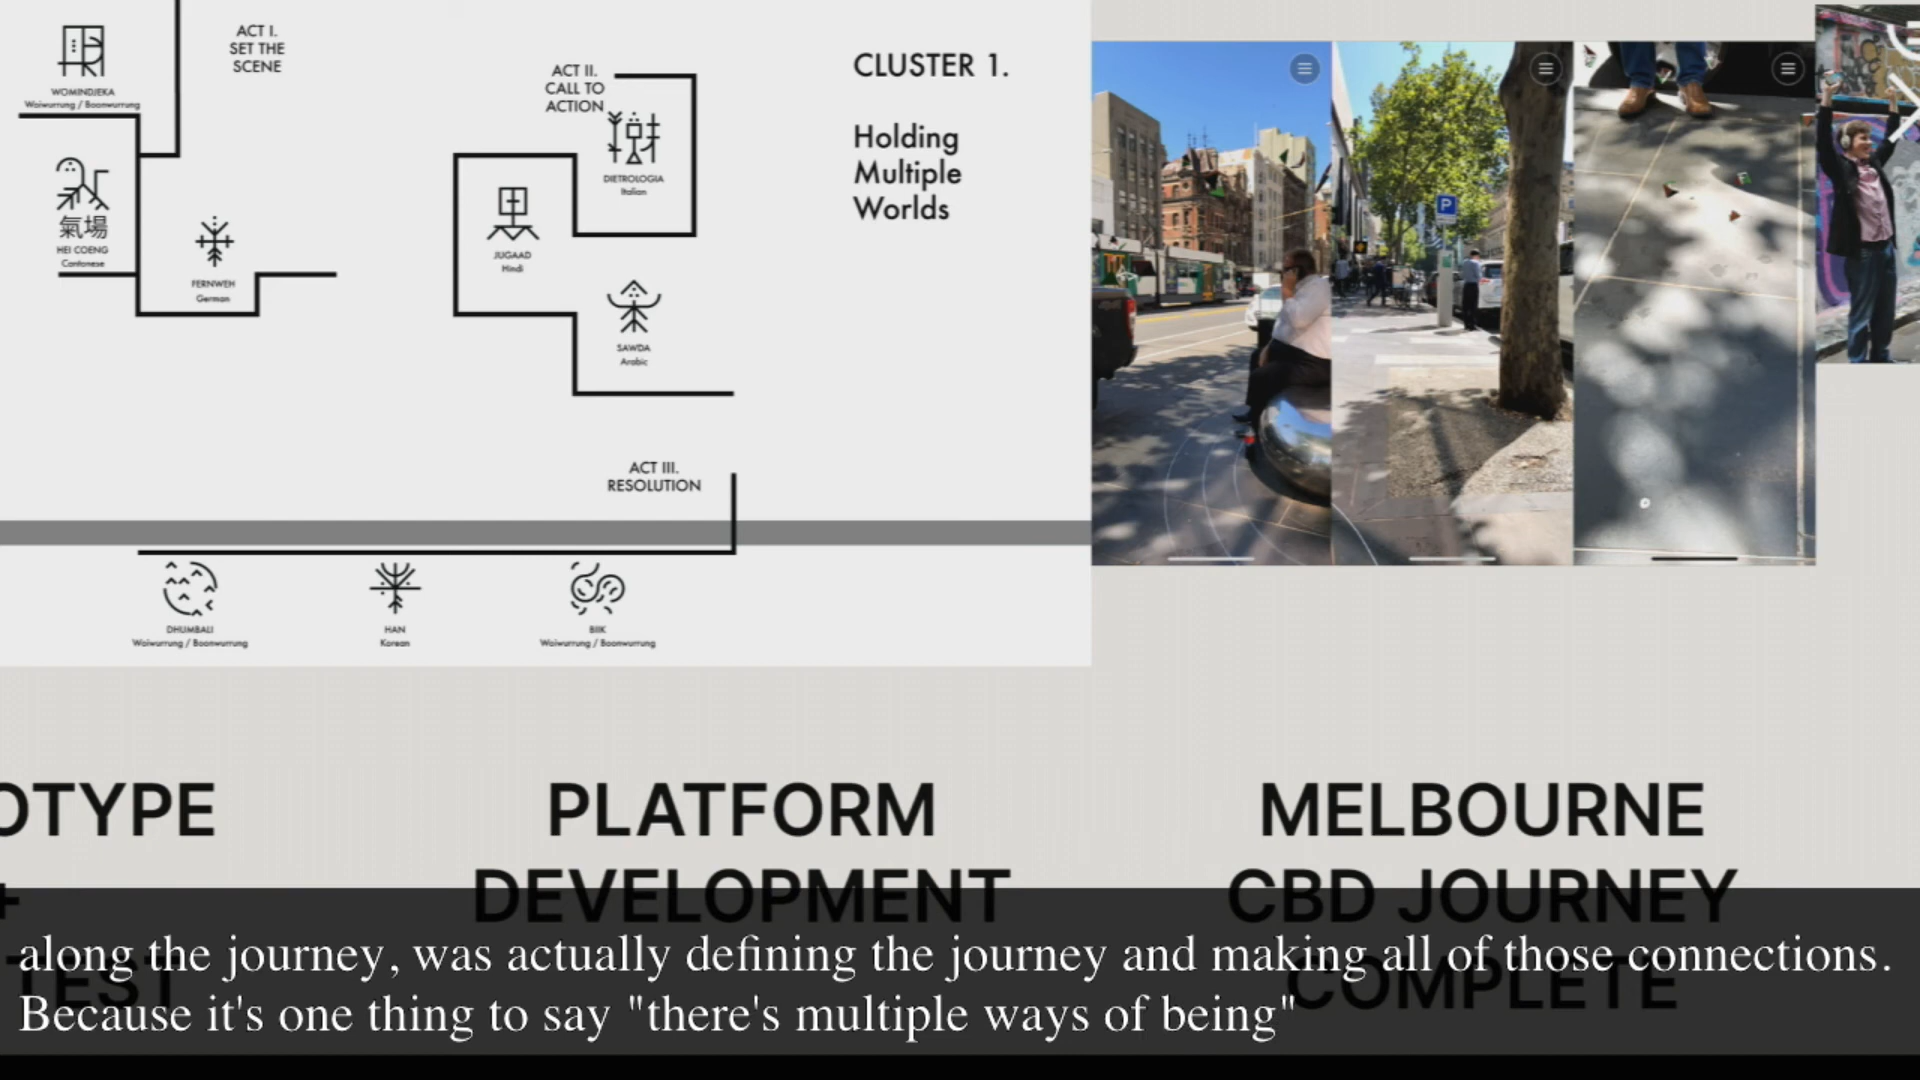 ACT I.
SET THE
SCENE
WOMINDJEKA
Woiwurrung / Boonwurrung
氣場
HEI COENG
Cantonese
FERNWEH
German
ACT II.
CALL TO
ACTION
DIETROLOGIA
Italian
JUGAAD
Hindi
SAWDA
Arabic
CLUSTER 1.
Holding
Multiple
Worlds
ACT III.
RESOLUTION
DHUMBALI
Woiwurrung / Boonwurrung
HAN
Korean
BIIK
Woiwurrung / Boonwurrung
P
OTYPE
+
TEST
PLATFORM
DEVELOPMENT
MELBOURNE
CBD JOURNEY
COMPLETE
along the journey, was actually defining the journey and making all of those connections.
Because it's one thing to say "there's multiple ways of being"